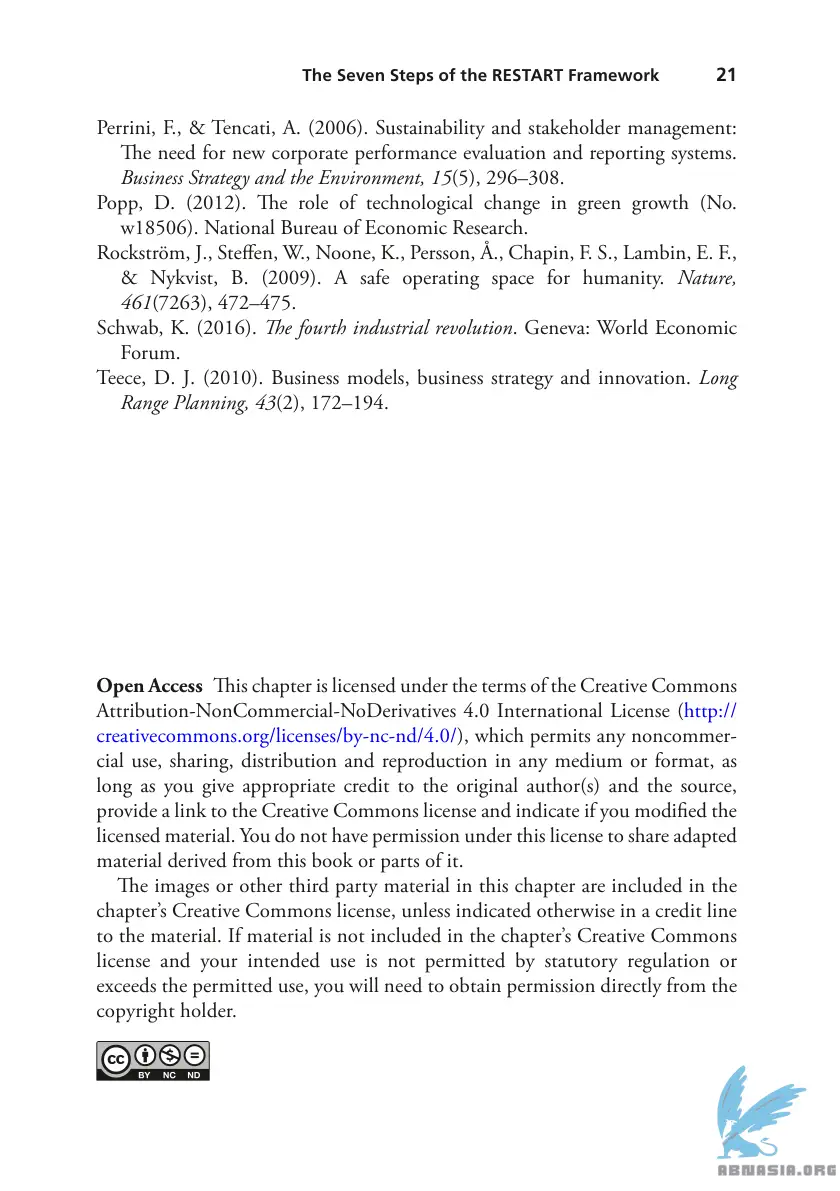 The Seven Steps of the RESTART Framework 21
Perrini, F., & Tencati, A. (2006). Sustainability and stakeholder management:
The need for new corporate performance evaluation and reporting systems.
Business Strategy and the Environment, 15(5), 296–308.
Popp, D. (2012). The role of technological change in green growth (No.
w18506). National Bureau of Economic Research.
Rockström, J., Steffen, W., Noone, K., Persson, Å., Chapin, F. S., Lambin, E. F.,
& Nykvist, B. (2009). A safe operating space for humanity. Nature,
461(7263), 472–475.
Schwab, K. (2016). The fourth industrial revolution. Geneva: World Economic
Forum.
Teece, D. J. (2010). Business models, business strategy and innovation. Long
Range Planning, 43(2), 172–194.
Open Access This chapter is licensed under the terms of the Creative Commons
Attribution-NonCommercial-NoDerivatives 4.0 International License (http://
creativecommons.org/licenses/by-nc-nd/4.0/), which permits any noncommer-
cial use, sharing, distribution and reproduction in any medium or format, as
long as you give appropriate credit to the original author(s) and the source,
provide a link to the Creative Commons license and indicate if you modified the
licensed material. You do not have permission under this license to share adapted
material derived from this book or parts of it.
The images or other third party material in this chapter are included in the
chapter’s Creative Commons license, unless indicated otherwise in a credit line
to the material. If material is not included in the chapter’s Creative Commons
license and your intended use is not permitted by statutory regulation or
exceeds the permitted use, you will need to obtain permission directly from the
copyright holder.
cc BY NC ND
ABNASIA.ORG